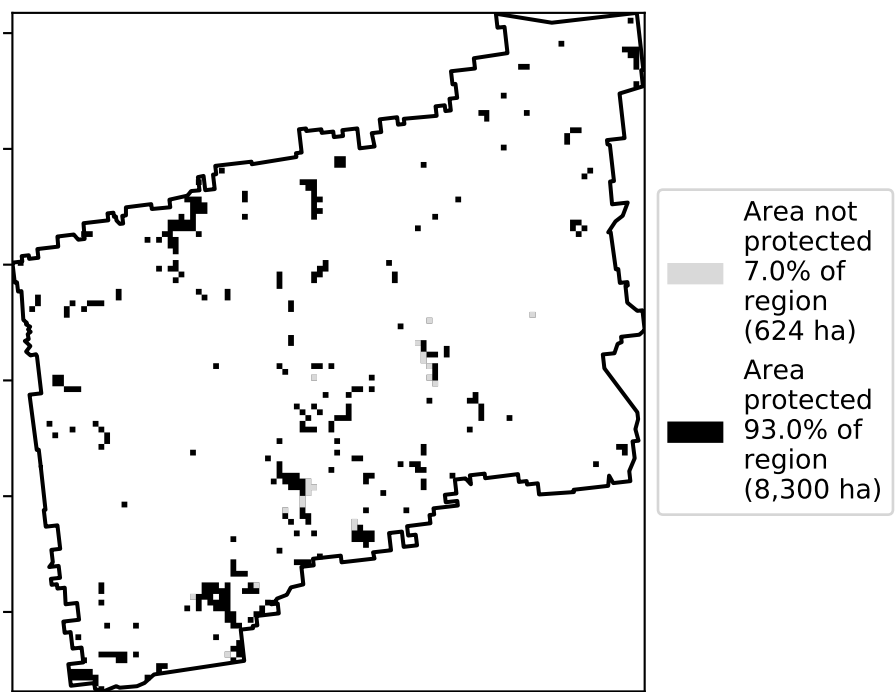 Area not
protected
7.0% of
region
(624 ha)
Area
protected
93.0% of
region
(8,300 ha)